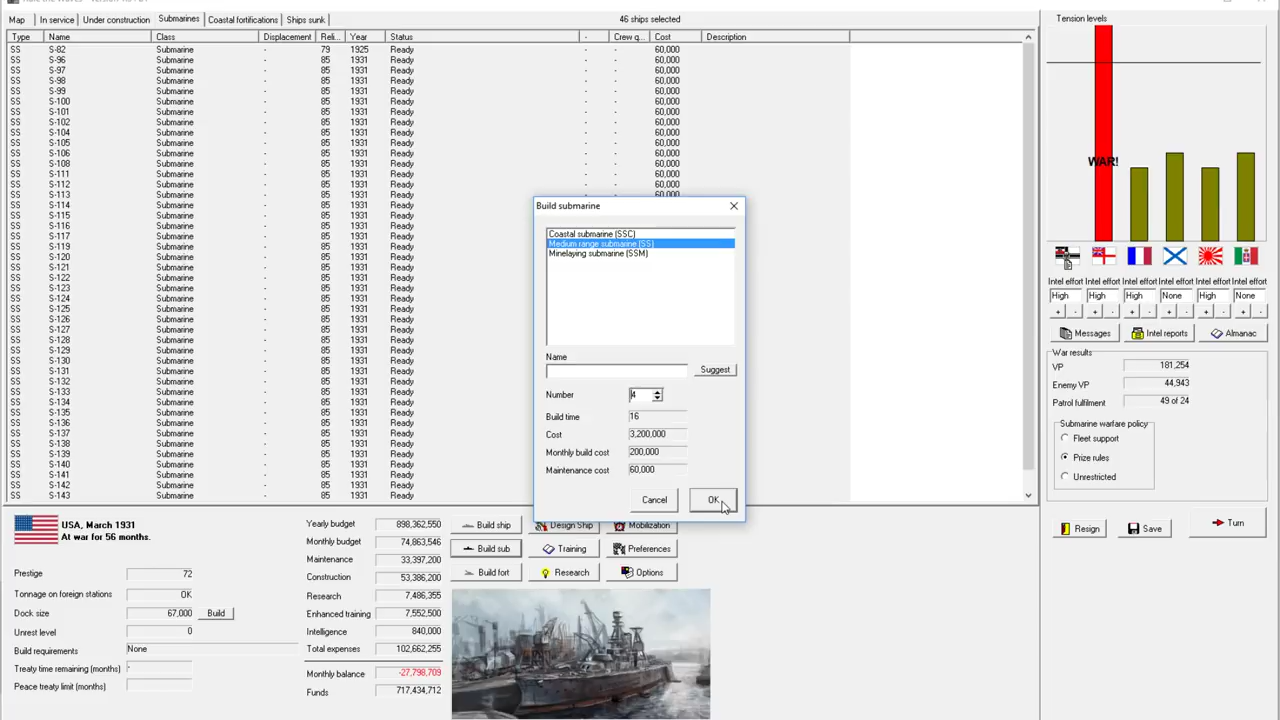 Map In service Under construction Submarines Coastal fortifications Ships sunk 46 ships selected
Type Name Class Displacement Reli... Year Status - Crew q... Cost Description
SS S-82 Submarine - 79 1925 Ready - - 60,000
SS S-96 Submarine - 85 1931 Ready - - 60,000
SS S-97 Submarine - 85 1931 Ready - - 60,000
SS S-98 Submarine - 85 1931 Ready - - 60,000
SS S-99 Submarine - 85 1931 Ready - - 60,000
SS S-100 Submarine - 85 1931 Ready - - 60,000
SS S-101 Submarine - 85 1931 Ready - - 60,000
SS S-102 Submarine - 85 1931 Ready - - 60,000
SS S-104 Submarine - 85 1931 Ready - - 60,000
SS S-105 Submarine - 85 1931 Ready - - 60,000
SS S-106 Submarine - 85 1931 Ready - - 60,000
SS S-108 Submarine - 85 1931 Ready - - 60,000
SS S-111 Submarine - 85 1931 Ready - - 60,000
SS S-112 Submarine - 85 1931 Ready - - 60,000
SS S-113 Submarine - 85 1931 Ready - - 60,000
SS S-114 Submarine - 85 1931 Ready
SS S-115 Submarine - 85 1931 Ready
SS S-116 Submarine - 85 1931 Ready
SS S-117 Submarine - 85 1931 Ready
SS S-119 Submarine - 85 1931 Ready
SS S-120 Submarine - 85 1931 Ready
SS S-121 Submarine - 85 1931 Ready
SS S-122 Submarine - 85 1931 Ready
SS S-123 Submarine - 85 1931 Ready
SS S-124 Submarine - 85 1931 Ready
SS S-125 Submarine - 85 1931 Ready
SS S-126 Submarine - 85 1931 Ready
SS S-127 Submarine - 85 1931 Ready
SS S-128 Submarine - 85 1931 Ready
SS S-129 Submarine - 85 1931 Ready
SS S-130 Submarine - 85 1931 Ready
SS S-131 Submarine - 85 1931 Ready
SS S-132 Submarine - 85 1931 Ready
SS S-133 Submarine - 85 1931 Ready
SS S-134 Submarine - 85 1931 Ready
SS S-135 Submarine - 85 1931 Ready
SS S-136 Submarine - 85 1931 Ready
SS S-137 Submarine - 85 1931 Ready
SS S-138 Submarine - 85 1931 Ready
SS S-139 Submarine - 85 1931 Ready
SS S-140 Submarine - 85 1931 Ready
SS S-141 Submarine - 85 1931 Ready
SS S-142 Submarine - 85 1931 Ready
SS S-143 Submarine - 85 1931 Ready
Build submarine
Coastal submarine (SSC)
Medium range submarine (SS)
Minelaying submarine (SSM)
Name
Suggest
Number 4
Build time 16
Cost 3,200,000
Monthly build cost 200,000
Maintenance cost 60,000
Cancel OK
Tension levels
WAR!
Intel effort Intel effort Intel effort Intel effort Intel effort Intel effort
High High High None High None
+ - + - + - + - + - + -
Messages Intel reports Almanac
War results
VP 181,254
Enemy VP 44,943
Patrol fulfilment 49 of 24
Submarine warfare policy
Fleet support
Prize rules
Unrestricted
Resign Save Turn
USA, March 1931
At war for 56 months.
Prestige 72
Tonnage on foreign stations OK
Dock size 67,000 Build
Unrest level 0
Build requirements None
Treaty time remaining (months) -
Peace treaty limit (months)
Yearly budget 898,362,550
Monthly budget 74,863,546
Maintenance 33,397,200
Construction 53,386,200
Research 7,486,355
Enhanced training 7,552,500
Intelligence 840,000
Total expenses 102,662,255
Monthly balance -27,798,709
Funds 717,434,712
Build ship Design Ship Mobilization
Build sub Training Preferences
Build fort Research Options